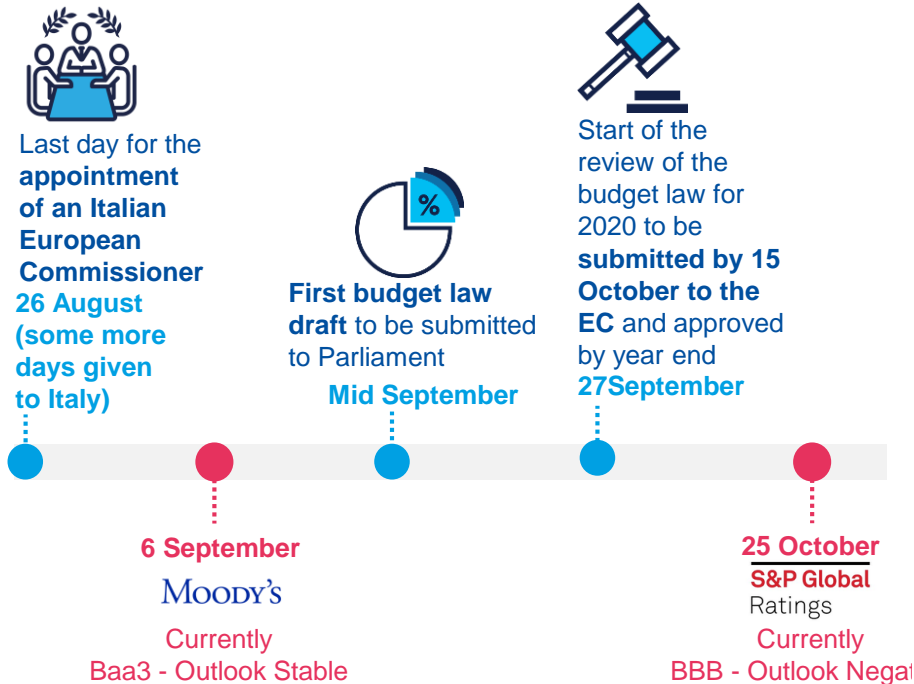 Last day for the
appointment
of an Italian
European
Commissioner
26 August
(some more
days given
to Italy)
%
First budget law
draft to be submitted
to Parliament
Mid September
Start of the
review of the
budget law for
2020 to be
submitted by 15
October to the
EC and approved
by year end
27September
6 September
MOODY'S
Currently
Baa3 - Outlook Stable
25 October
S&P Global
Ratings
Currently
BBB - Outlook Negat